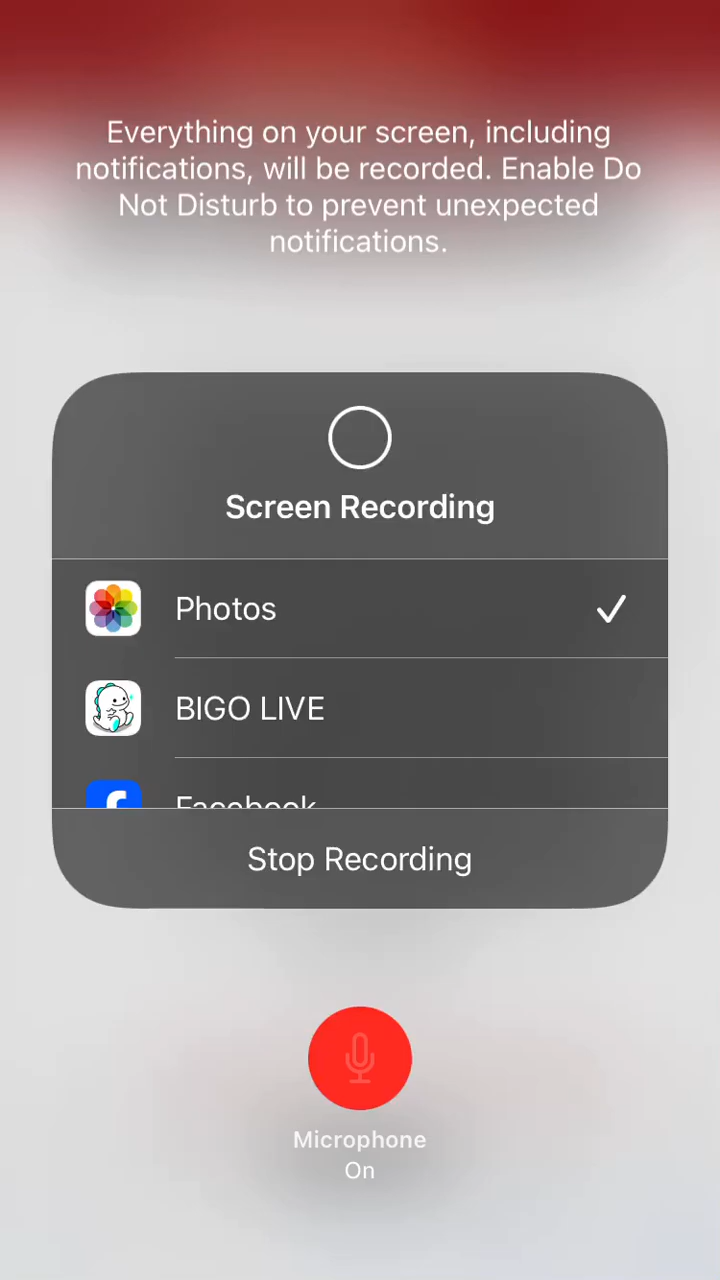 Everything on your screen, including
notifications, will be recorded. Enable Do
Not Disturb to prevent unexpected
notifications.
Screen Recording
Photos
BIGO LIVE
Facebook
Stop Recording
Microphone
On